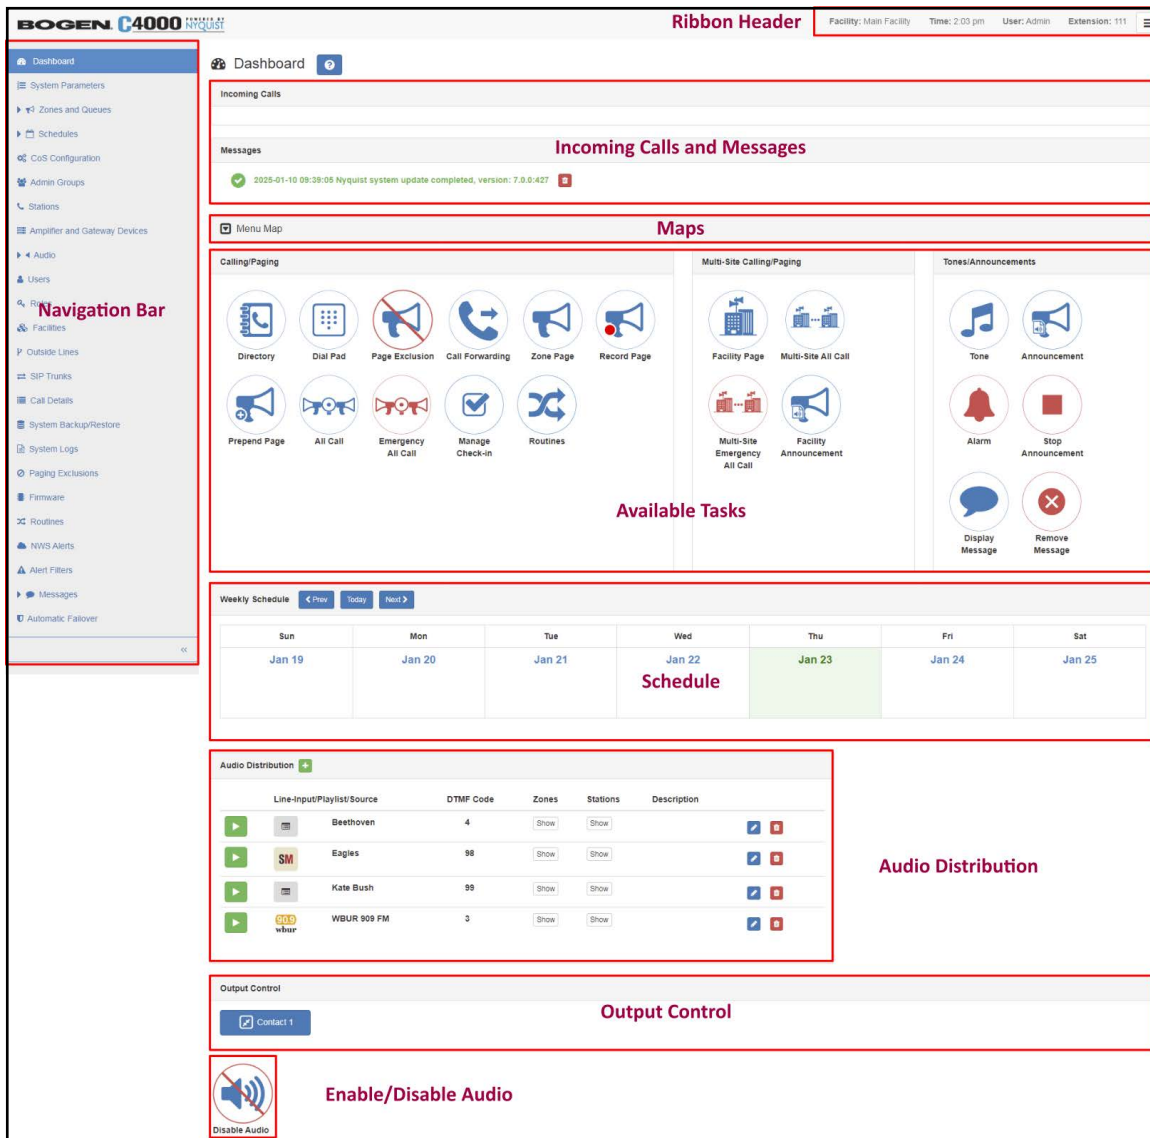 BOGEN C4000 POWERED BY NYQUIST
Ribbon Header
Facility: Main Facility Time: 2:03 pm User: Admin Extension: 111
Dashboard
System Parameters
Zones and Queues
Schedules
CoS Configuration
Admin Groups
Stations
Amplifier and Gateway Devices
Audio
Users
Roles
Navigation Bar
Facilities
Outside Lines
SIP Trunks
Call Details
System Backup/Restore
System Logs
Paging Exclusions
Firmware
Routines
NWS Alerts
Alert Filters
Messages
Automatic Failover
Dashboard
Incoming Calls
Messages
Incoming Calls and Messages
2025-01-10 09:39:05 Nyquist system update completed, version: 7.0.0:427
Menu Map
Maps
Calling/Paging
Directory
Dial Pad
Page Exclusion
Call Forwarding
Zone Page
Record Page
Prepend Page
All Call
Emergency
All Call
Manage
Check-in
Routines
Multi-Site Calling/Paging
Facility Page
Multi-Site All Call
Multi-Site
Emergency
All Call
Facility
Announcement
Tones/Announcements
Tone
Announcement
Alarm
Stop
Announcement
Display
Message
Remove
Message
Available Tasks
Weekly Schedule Prev Today Next
Sun Mon Tue Wed Thu Fri Sat
Jan 19 Jan 20 Jan 21 Jan 22 Jan 23 Jan 24 Jan 25
Schedule
Audio Distribution
Line-Input/Playlist/Source DTMF Code Zones Stations Description
Beethoven 4 Show Show
SM Eagles 98 Show Show
Kate Bush 99 Show Show
90.9 wbur WBUR 909 FM 3 Show Show
Audio Distribution
Output Control
Contact 1
Output Control
Disable Audio
Enable/Disable Audio